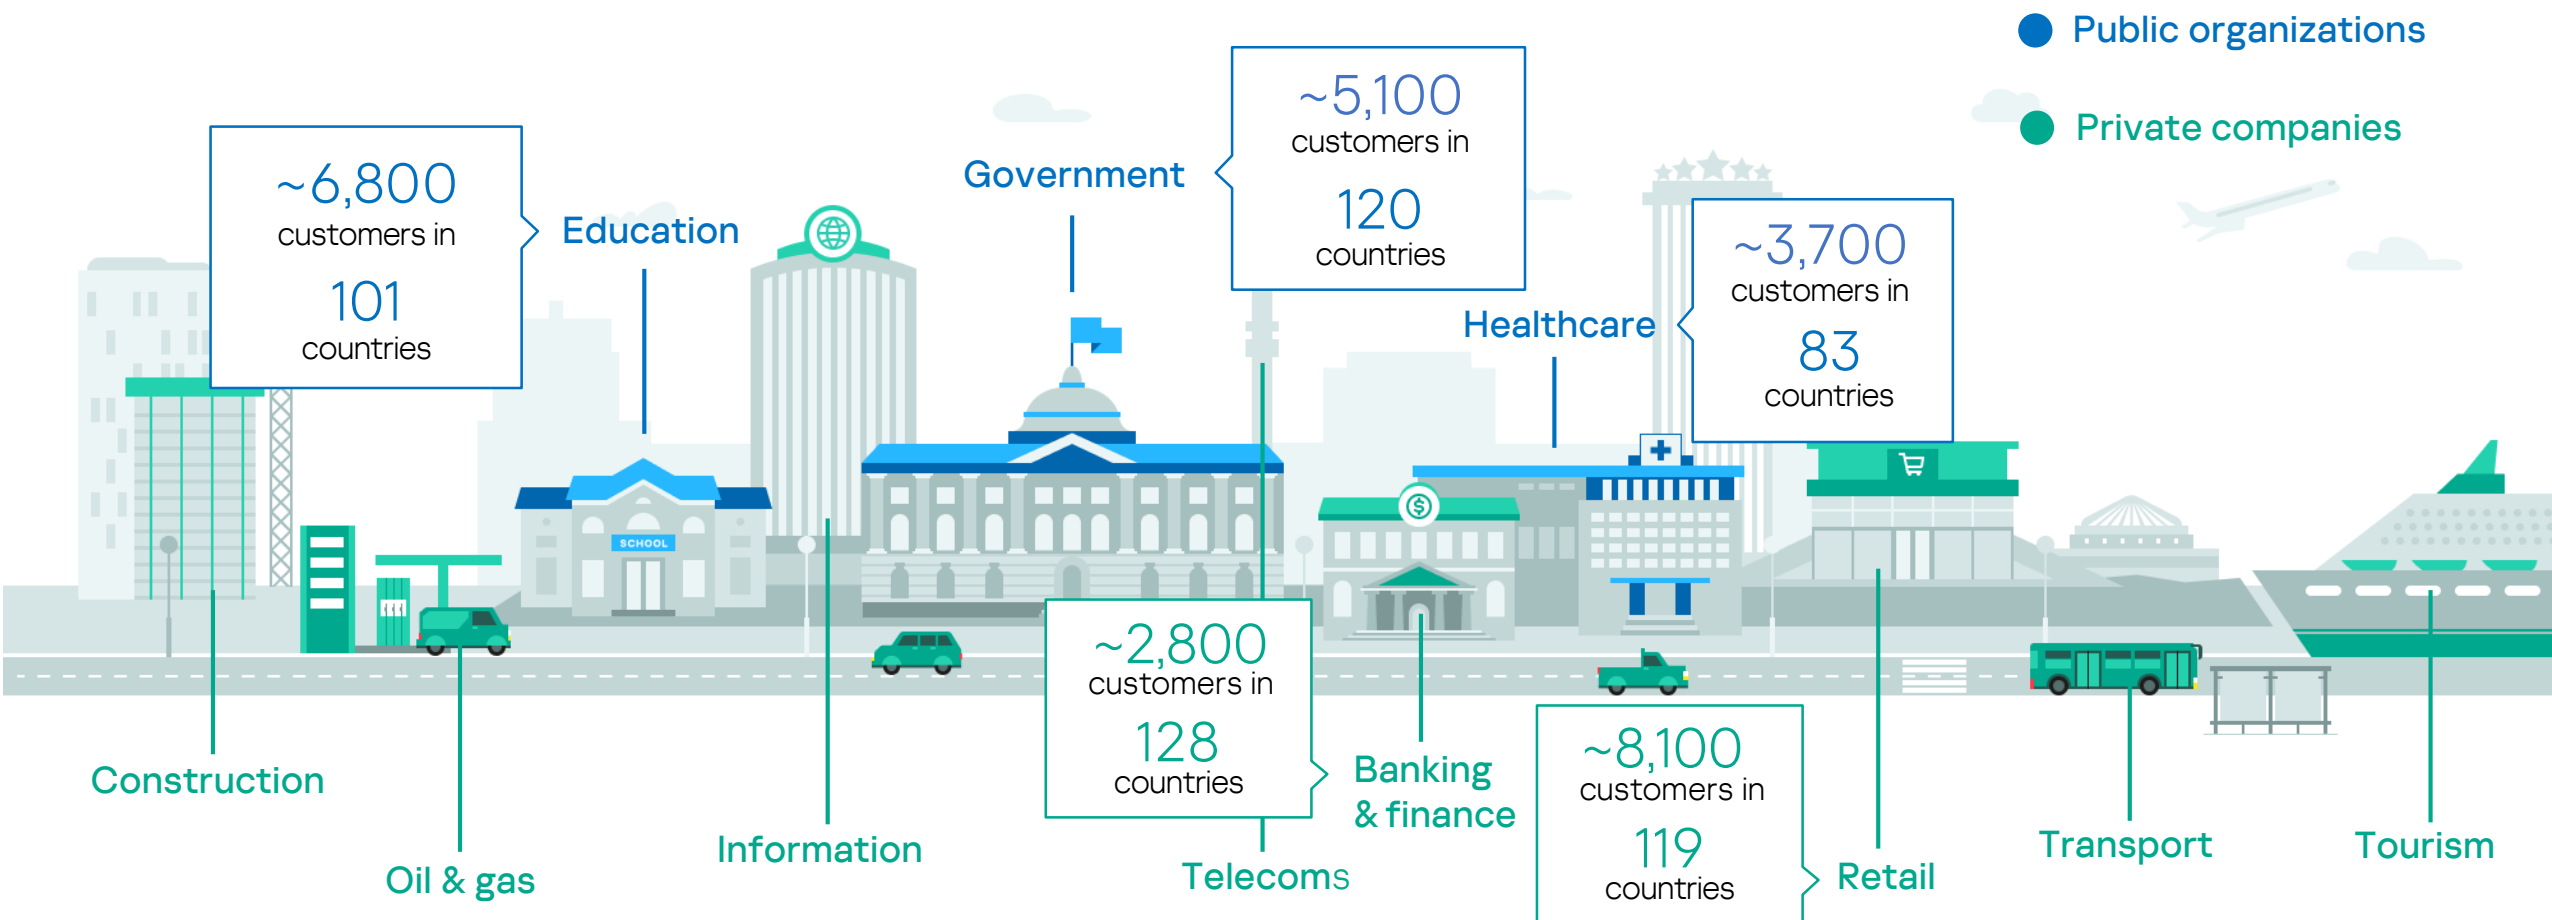 Public organizations
Private companies
~5,100
customers in
120
countries
Government
~6,800
customers in
101
countries
Education
~3,700
customers in
83
countries
Healthcare
SCHOOL
$
~2,800
customers in
128
countries
Banking
& finance
~8,100
customers in
119
countries
Retail
Construction
Oil & gas
Information
Telecoms
Transport
Tourism